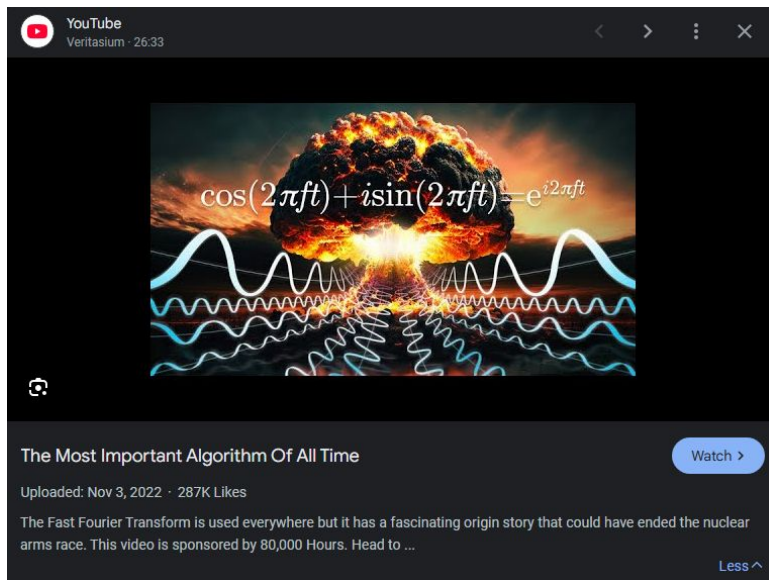 YouTube
Veritasium · 26:33
cos(2πft)+isin(2πft)=e^{i2πft}
The Most Important Algorithm Of All Time
Watch >
Uploaded: Nov 3, 2022 · 287K Likes
The Fast Fourier Transform is used everywhere but it has a fascinating origin story that could have ended the nuclear
arms race. This video is sponsored by 80,000 Hours. Head to ...
Less